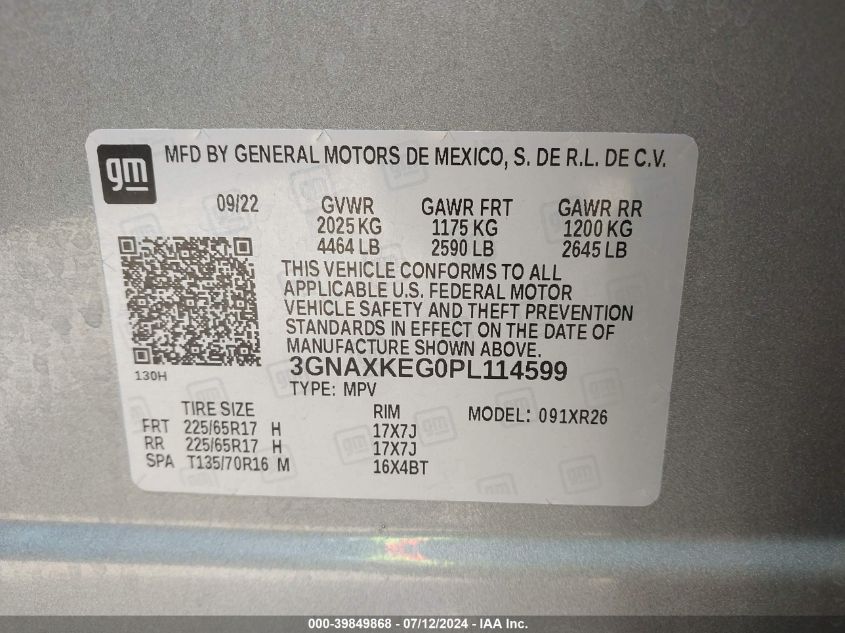 gm MFD BY GENERAL MOTORS DE MEXICO, S. DE R.L. DE C.V.
09/22 GVWR GAWR FRT GAWR RR
2025 KG 1175 KG 1200 KG
4464 LB 2590 LB 2645 LB
THIS VEHICLE CONFORMS TO ALL
APPLICABLE U.S. FEDERAL MOTOR
VEHICLE SAFETY AND THEFT PREVENTION
STANDARDS IN EFFECT ON THE DATE OF
MANUFACTURE SHOWN ABOVE.
130H 3GNAXKEG0PL114599
TYPE: MPV
TIRE SIZE RIM MODEL: 091XR26
FRT 225/65R17 H 17X7J
RR 225/65R17 H 17X7J
SPA T135/70R16 M 16X4BT
000-39849868 - 07/12/2024 - IAA Inc.